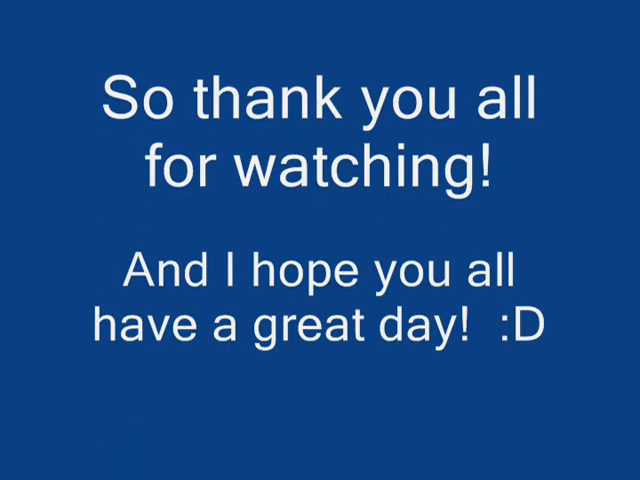 So thank you all
for watching!
And I hope you all
have a great day!  :D